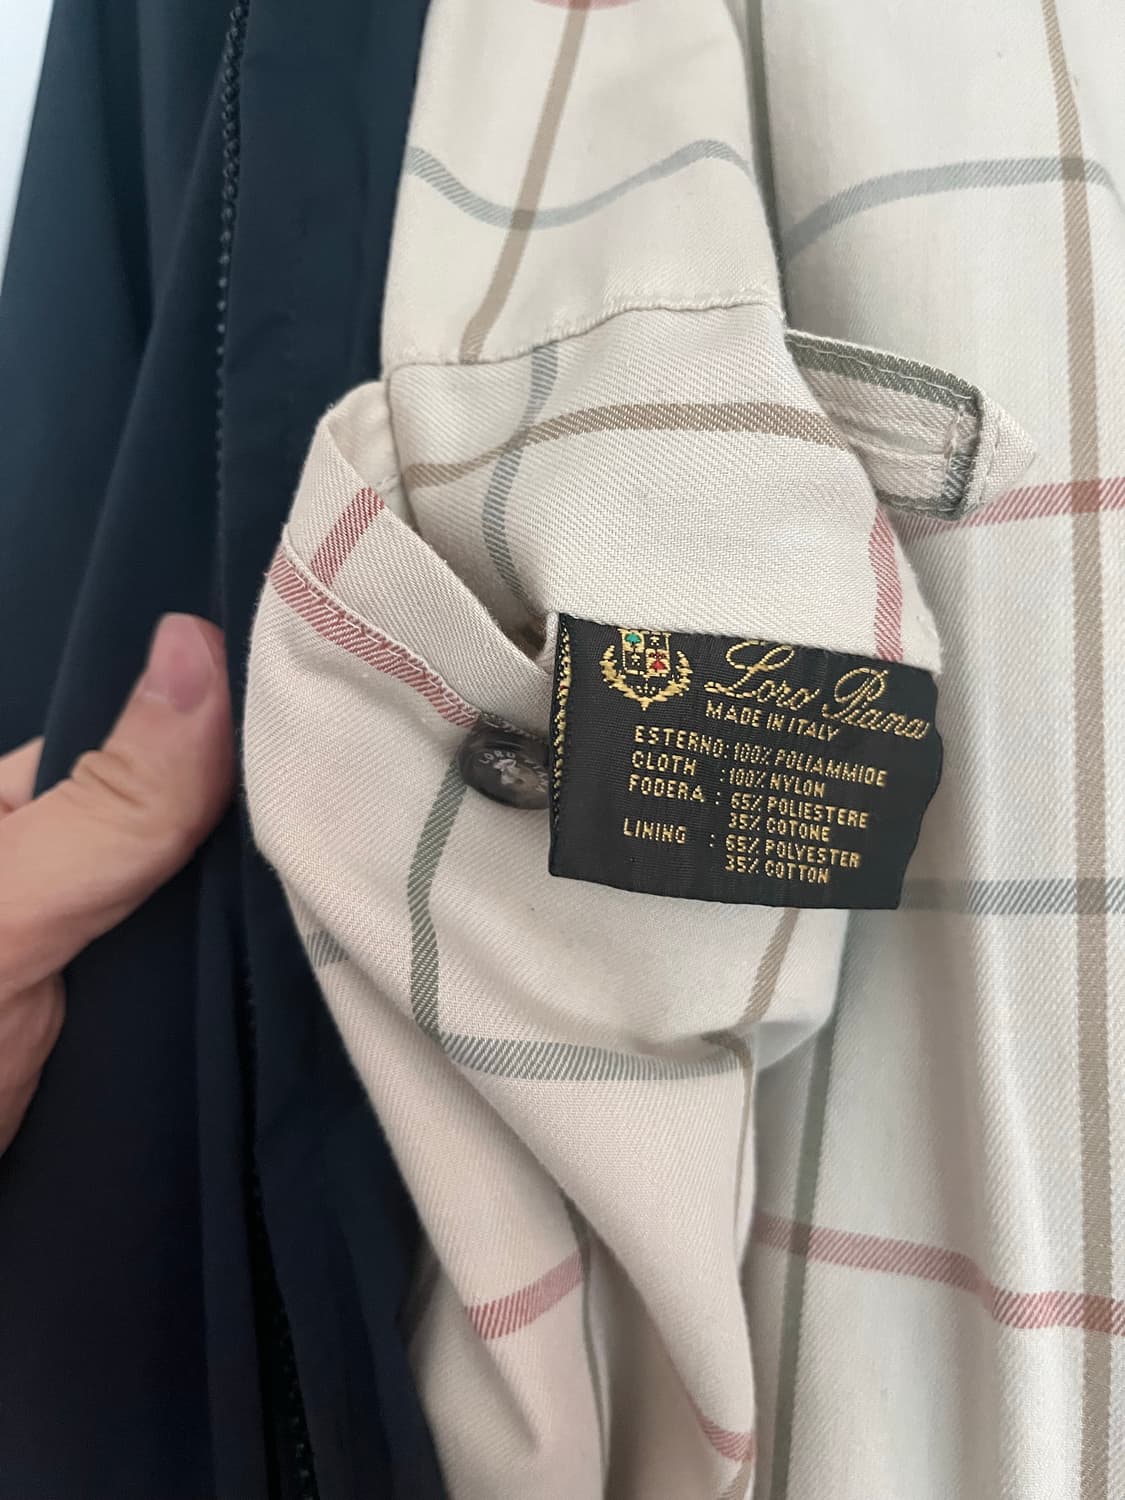 Loro Piana
MADE IN ITALY
ESTERNO: 100% POLIAMMIDE
CLOTH : 100% NYLON
FODERA : 65% POLIESTERE
35% COTONE
LINING : 65% POLYESTER
35% COTTON